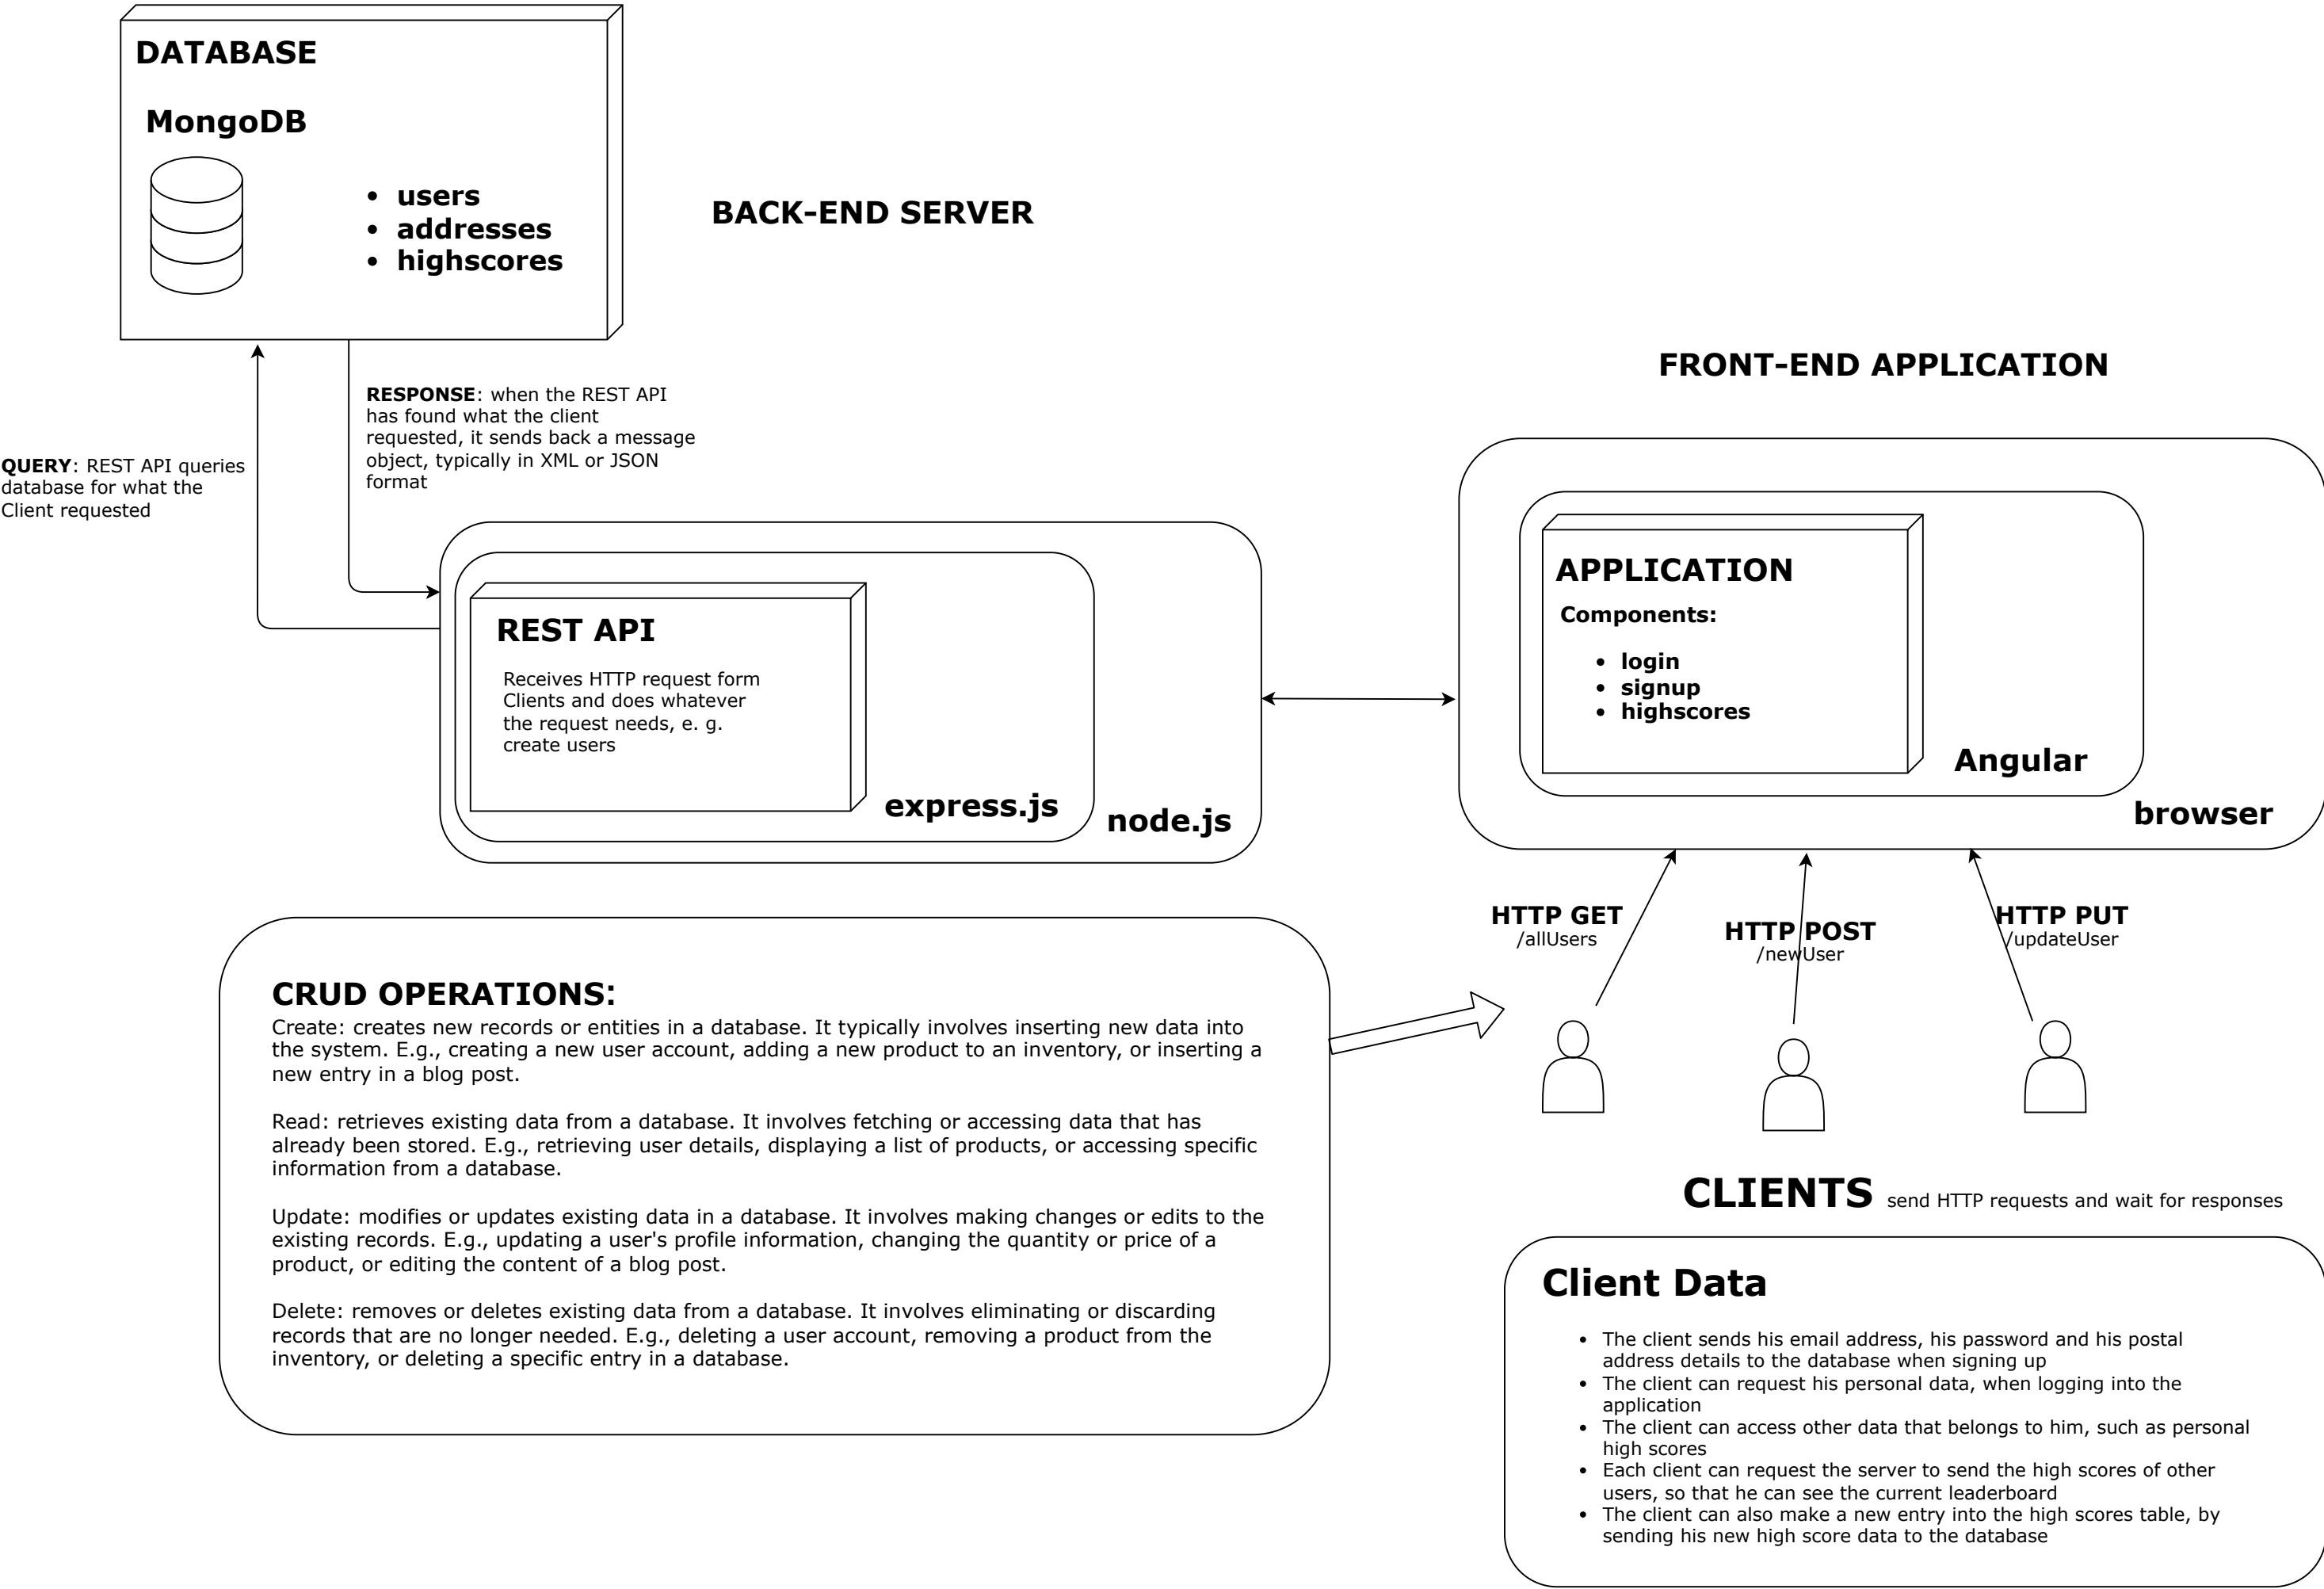 DATABASE
MongoDB
• users
• addresses
• highscores
BACK-END SERVER
FRONT-END APPLICATION
RESPONSE: when the REST API
has found what the client
requested, it sends back a message
object, typically in XML or JSON
format
QUERY: REST API queries
database for what the
Client requested
REST API
Receives HTTP request form
Clients and does whatever
the request needs, e. g.
create users
express.js
node.js
APPLICATION
Components:
• login
• signup
• highscores
Angular
browser
HTTP GET
/allUsers
HTTP POST
/newUser
HTTP PUT
/updateUser
CRUD OPERATIONS:
Create: creates new records or entities in a database. It typically involves inserting new data into
the system. E.g., creating a new user account, adding a new product to an inventory, or inserting a
new entry in a blog post.
Read: retrieves existing data from a database. It involves fetching or accessing data that has
already been stored. E.g., retrieving user details, displaying a list of products, or accessing specific
information from a database.
Update: modifies or updates existing data in a database. It involves making changes or edits to the
existing records. E.g., updating a user's profile information, changing the quantity or price of a
product, or editing the content of a blog post.
Delete: removes or deletes existing data from a database. It involves eliminating or discarding
records that are no longer needed. E.g., deleting a user account, removing a product from the
inventory, or deleting a specific entry in a database.
CLIENTS send HTTP requests and wait for responses
Client Data
• The client sends his email address, his password and his postal
address details to the database when signing up
• The client can request his personal data, when logging into the
application
• The client can access other data that belongs to him, such as personal
high scores
• Each client can request the server to send the high scores of other
users, so that he can see the current leaderboard
• The client can also make a new entry into the high scores table, by
sending his new high score data to the database